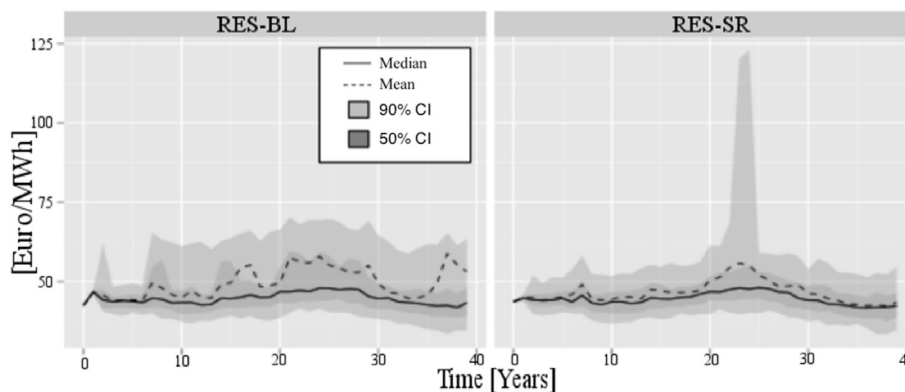 RES-BL
RES-SR
[Euro/MWh]
125
100
75
50
Median
Mean
90% CI
50% CI
0 10 20 30 40
0 10 20 30 40
Time [Years]